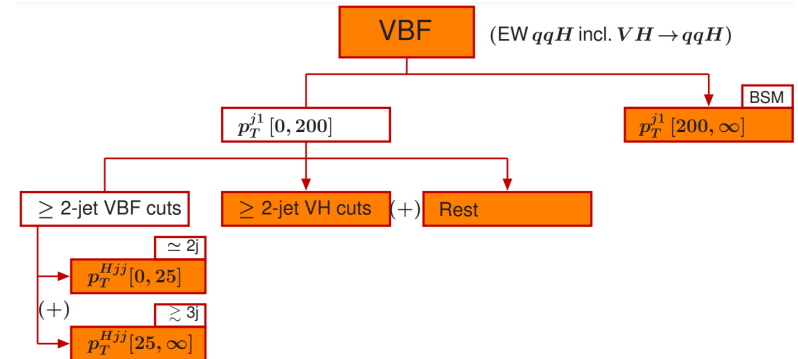 VBF (EW qqH incl. VH → qqH)
BSM
p_T^{j1} [0, 200]
p_T^{j1} [200, ∞]
≥ 2-jet VBF cuts
≥ 2-jet VH cuts
(+)
Rest
≃ 2j
p_T^{Hjj} [0, 25]
(+)
≳ 3j
p_T^{Hjj} [25, ∞]